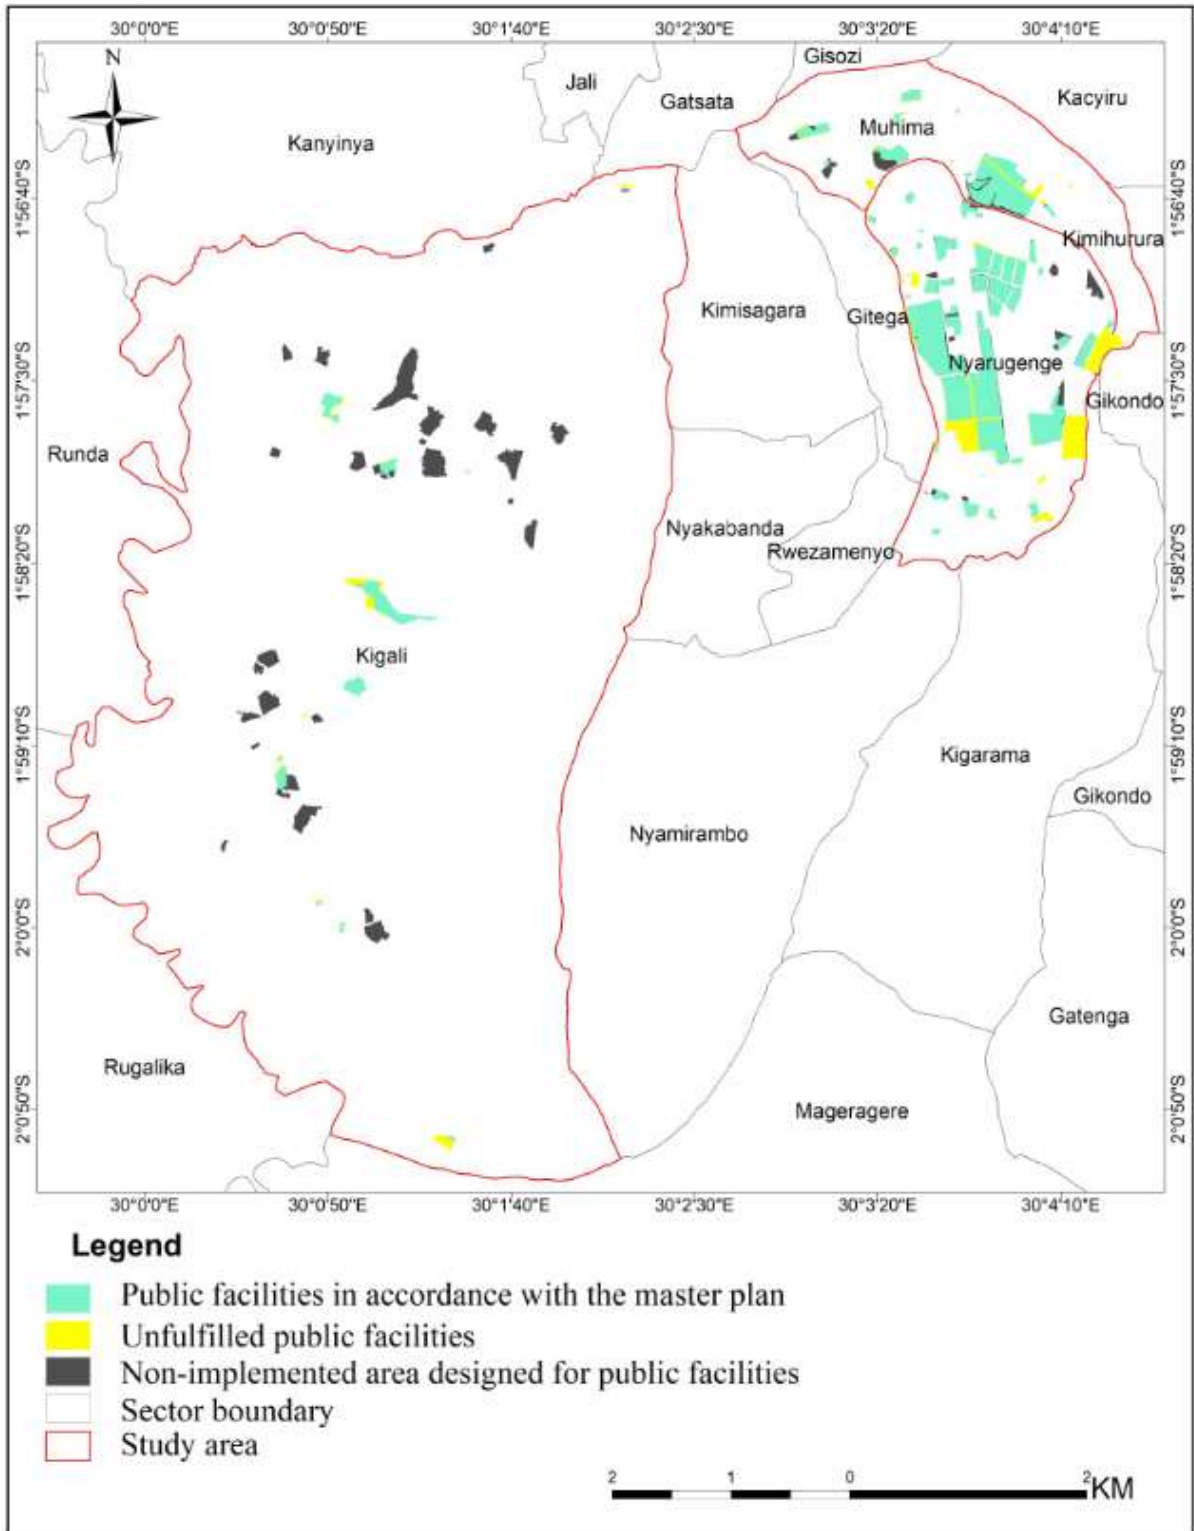 30°0'0"E 30°0'50"E 30°1'40"E 30°2'30"E 30°3'20"E 30°4'10"E
N
Gisozi
Jali
Gatsata
Kacyiru
Kanyinya
Muhima
1°56'40"S 1°56'40"S
Kimihurura
Kimisagara
Gitega
Nyarugenge
1°57'30"S 1°57'30"S
Gikondo
Runda
Nyakabanda
Rwezamenyo
1°58'20"S 1°58'20"S
Kigali
1°59'10"S 1°59'10"S
Kigarama
Gikondo
Nyamirambo
2°0'0"S 2°0'0"S
Gatenga
Rugalika
2°0'50"S 2°0'50"S
Mageragere
30°0'0"E 30°0'50"E 30°1'40"E 30°2'30"E 30°3'20"E 30°4'10"E
Legend
Public facilities in accordance with the master plan
Unfulfilled public facilities
Non-implemented area designed for public facilities
Sector boundary
Study area
2 1 0 2 KM